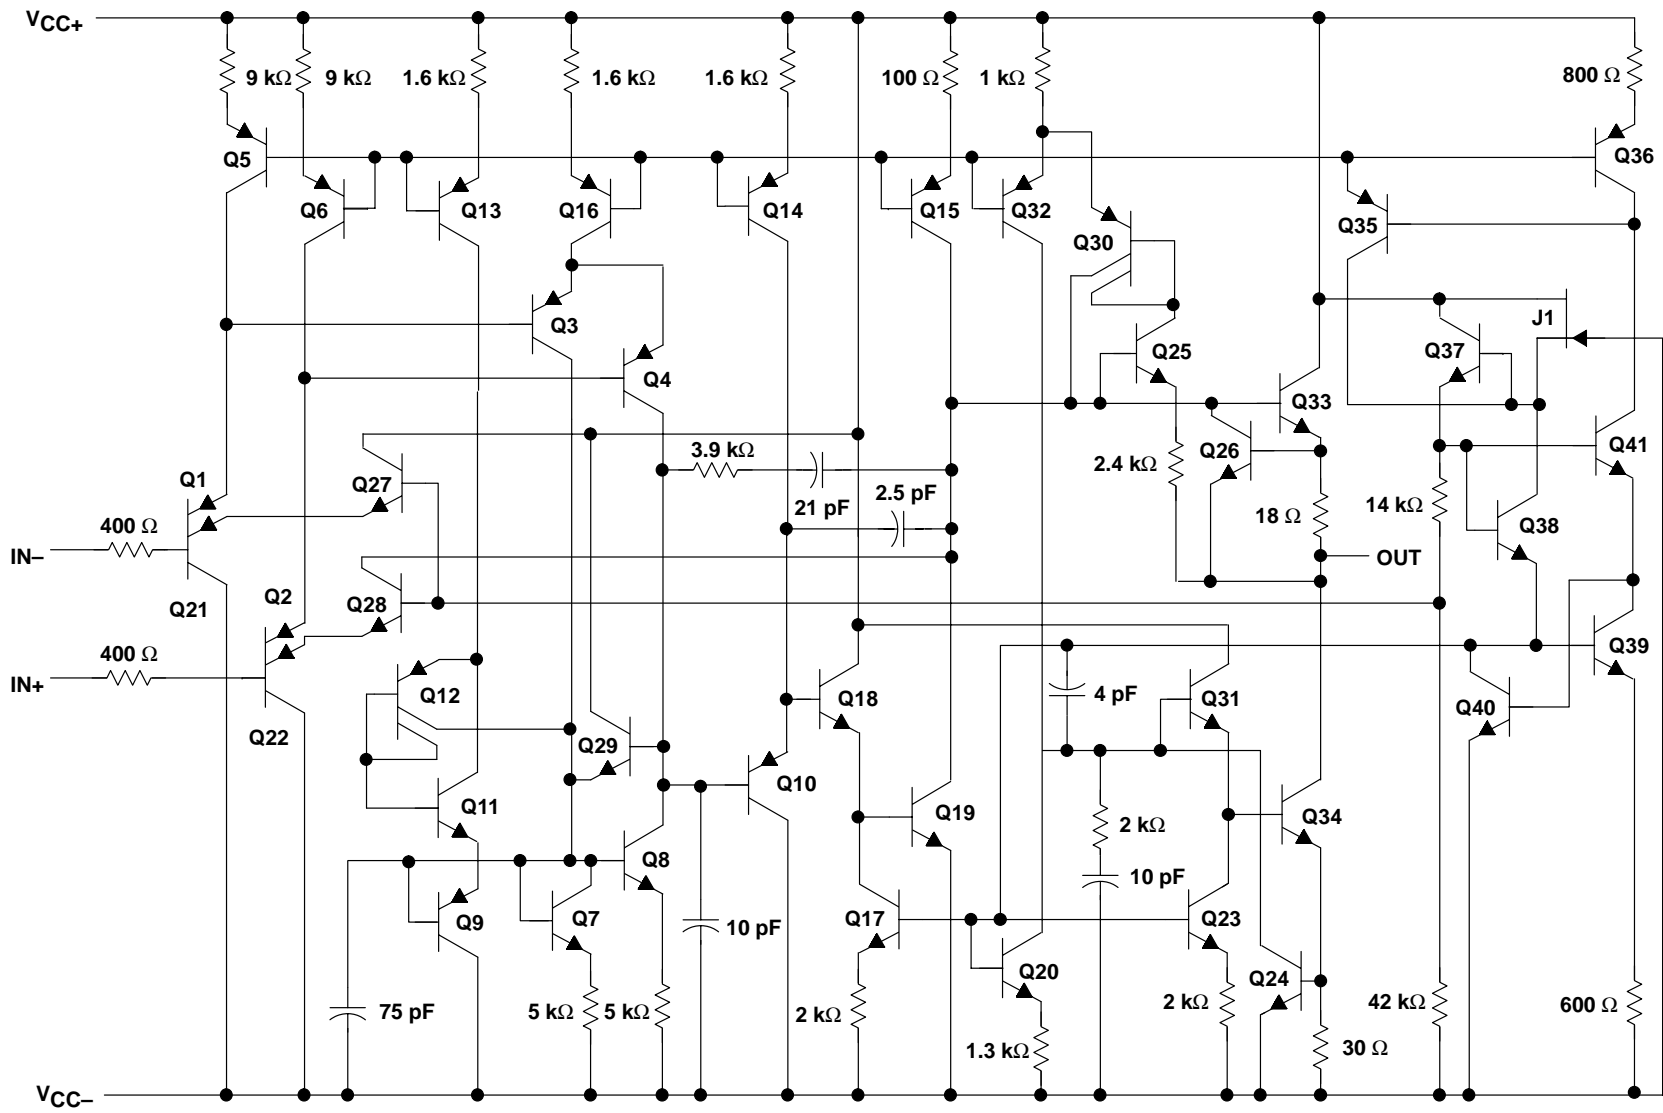 VCC+
9 kΩ
9 kΩ
1.6 kΩ
1.6 kΩ
1.6 kΩ
100 Ω
1 kΩ
800 Ω
Q5
Q36
Q6
Q13
Q16
Q14
Q15
Q32
Q30
Q35
Q3
J1
Q4
Q25
Q37
Q33
Q1
Q27
3.9 kΩ
2.4 kΩ
Q26
Q41
21 pF
2.5 pF
14 kΩ
400 Ω
18 Ω
Q38
IN–
OUT
Q21
Q2
Q28
400 Ω
Q39
IN+
Q12
Q18
4 pF
Q31
Q40
Q22
Q29
Q10
Q11
Q19
2 kΩ
Q34
Q8
10 pF
Q9
Q7
10 pF
Q17
Q23
Q20
Q24
75 pF
5 kΩ
5 kΩ
2 kΩ
2 kΩ
42 kΩ
600 Ω
1.3 kΩ
30 Ω
VCC–